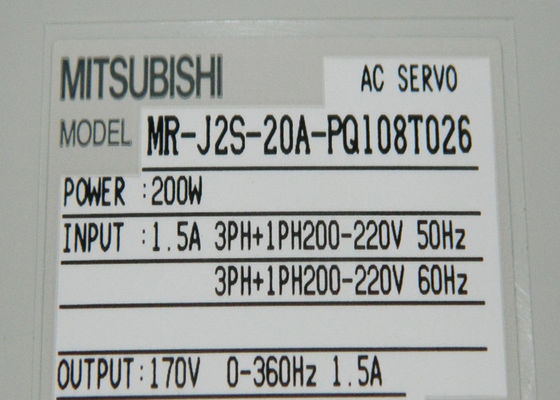 MITSUBISHI AC SERVO
MODEL MR-J2S-20A-PQ108T026
POWER :200W
INPUT :1.5A 3PH+1PH200-220V 50Hz
3PH+1PH200-220V 60Hz
OUTPUT:170V 0-360Hz 1.5A